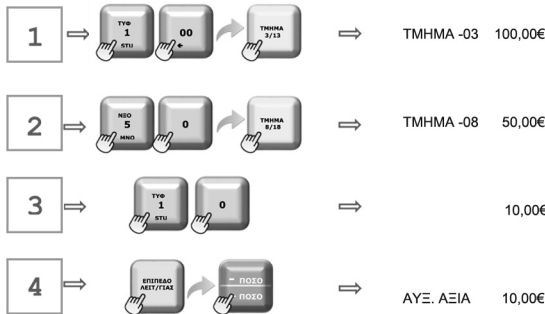 1 ΤΥΦ 1 STU 00 ← ΤΜΗΜΑ 3/13 ΤΜΗΜΑ -03 100,00€
2 ΝΞΟ 5 MNO 0 ΤΜΗΜΑ 8/18 ΤΜΗΜΑ -08 50,00€
3 ΤΥΦ 1 STU 0 10,00€
4 ΕΠΙΠΕΔΟ ΛΕΙΤ/ΓΙΑΣ - ΠΟΣΟ ΠΟΣΟ ΑΥΞ. ΑΞΙΑ 10,00€